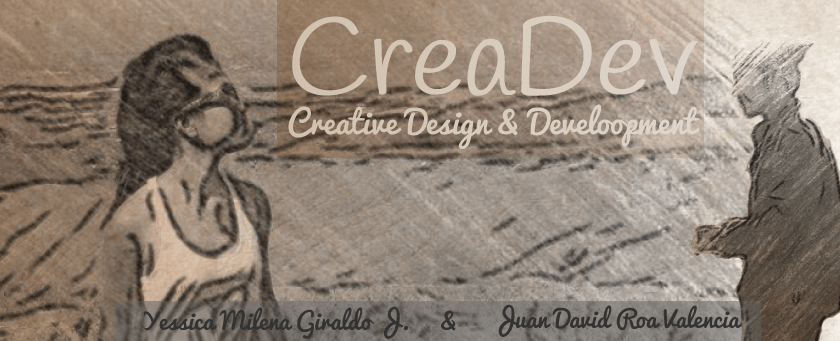 CreaDev
Creative Design & Develoopment
Yessica Milena Giraldo J. & Juan David Roa Valencia